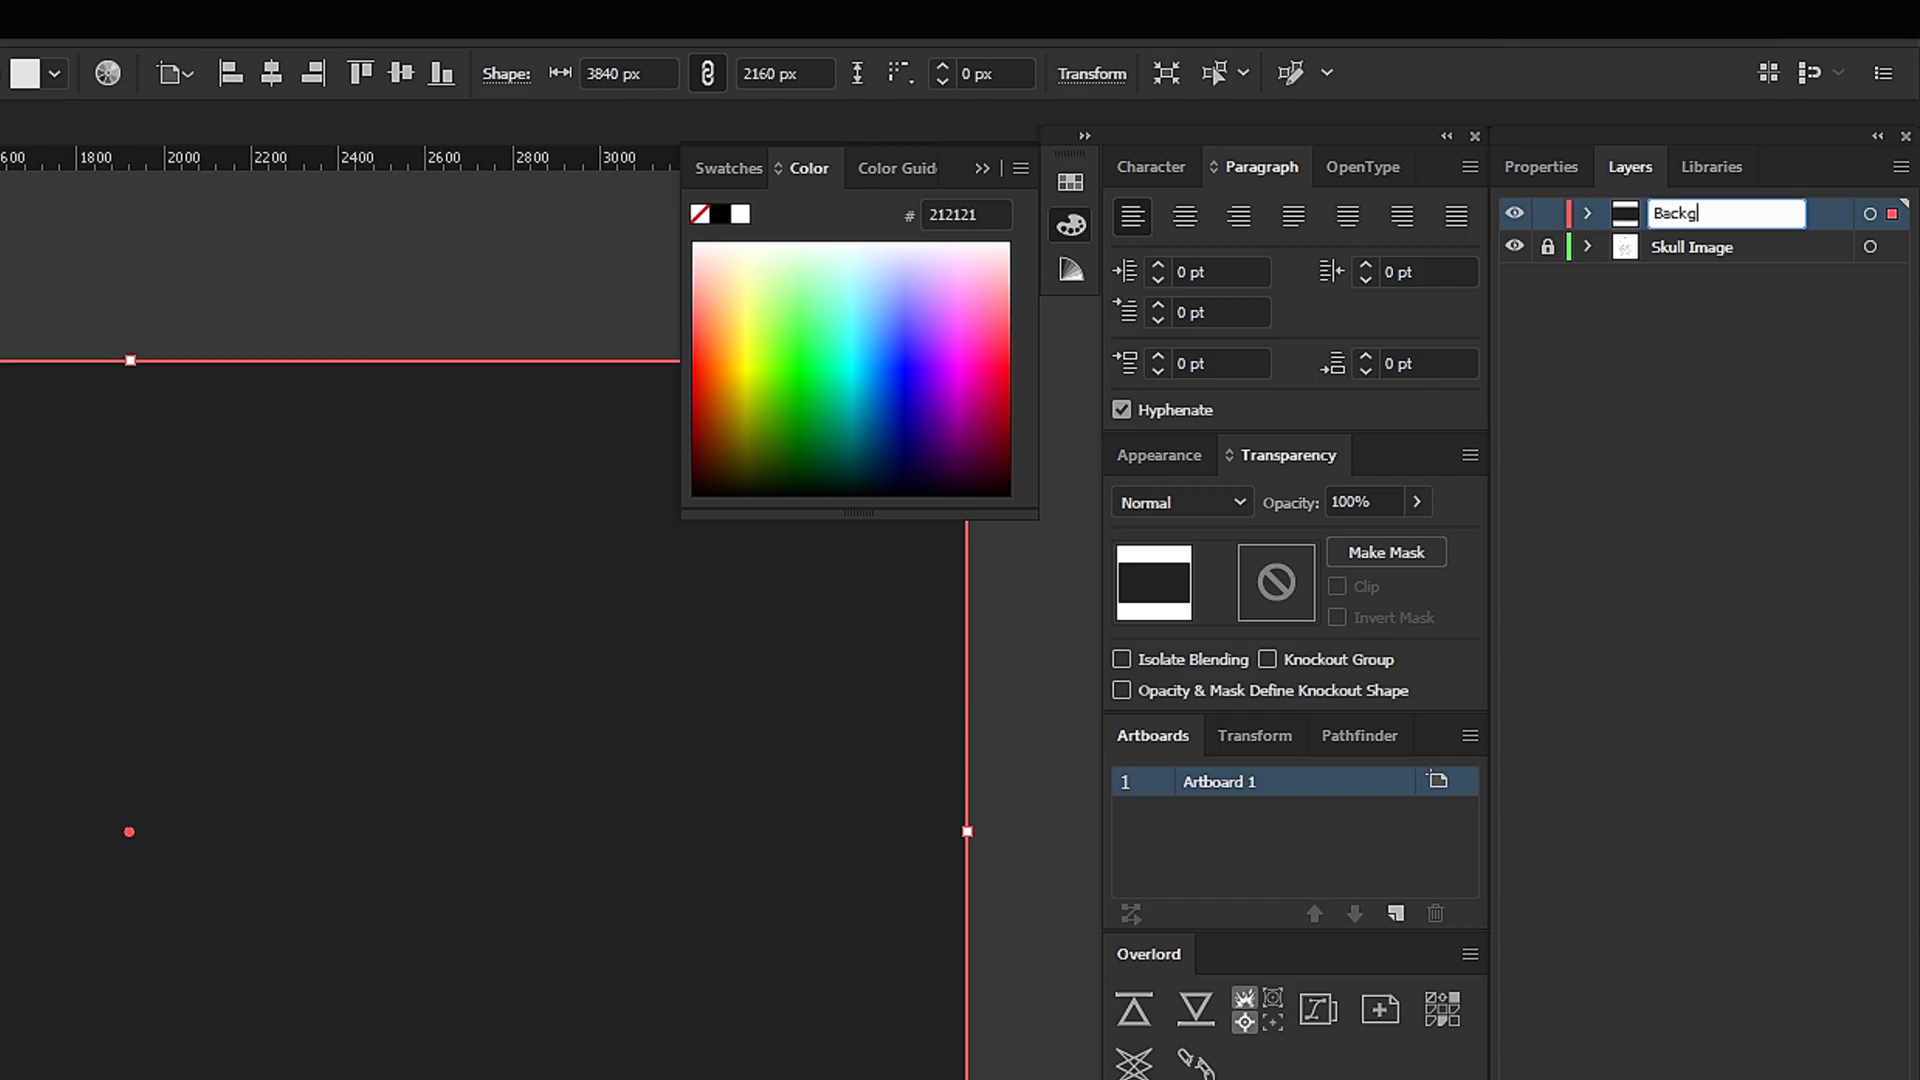 Shape: 3840 px 2160 px 0 px Transform
600 1800 2000 2200 2400 2600 2800 3000
Swatches Color Color Guid
# 212121
Character Paragraph OpenType
0 pt 0 pt
0 pt
0 pt 0 pt
Hyphenate
Appearance Transparency
Normal Opacity: 100%
Make Mask
Clip
Invert Mask
Isolate Blending Knockout Group
Opacity & Mask Define Knockout Shape
Artboards Transform Pathfinder
1 Artboard 1
Overlord
Properties Layers Libraries
Backg
Skull Image